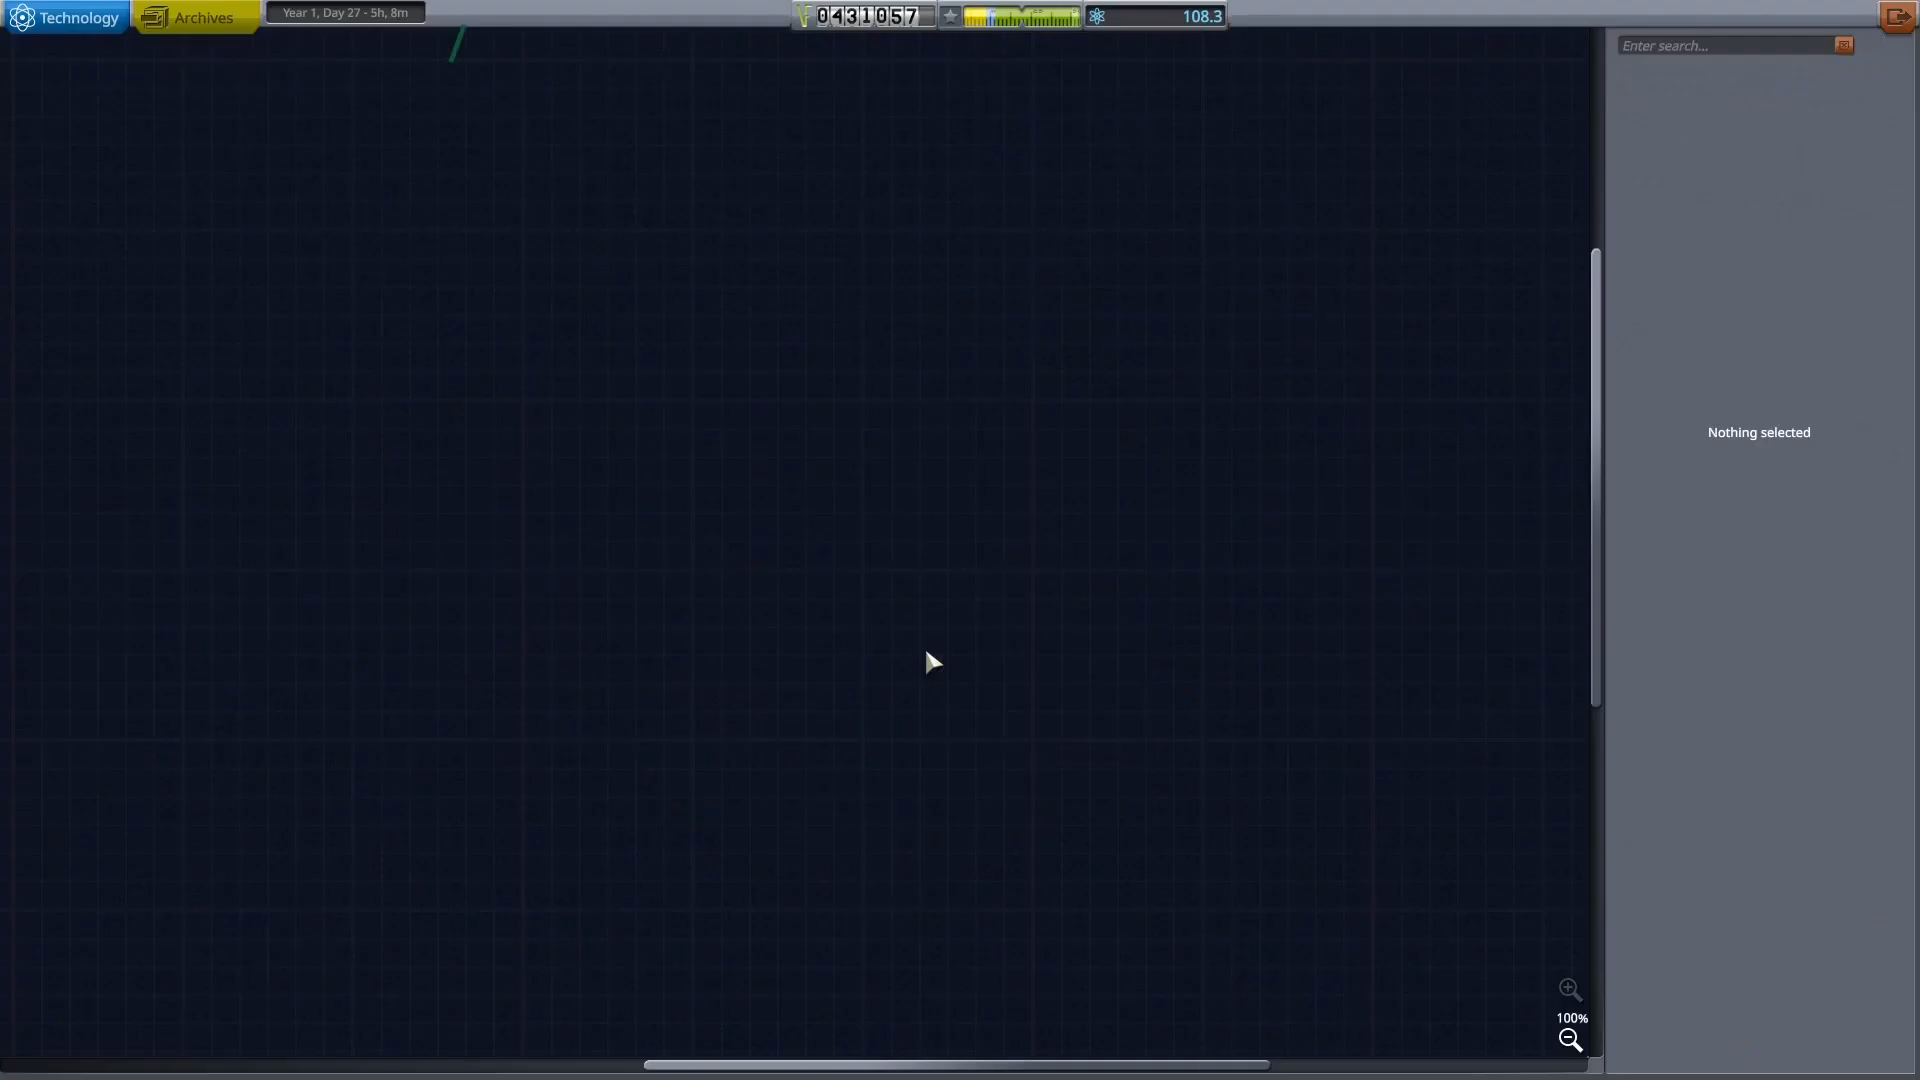 Technology
Archives
Year 1, Day 27 - 5h, 8m
0431057
108.3
Enter search...
Nothing selected
100%